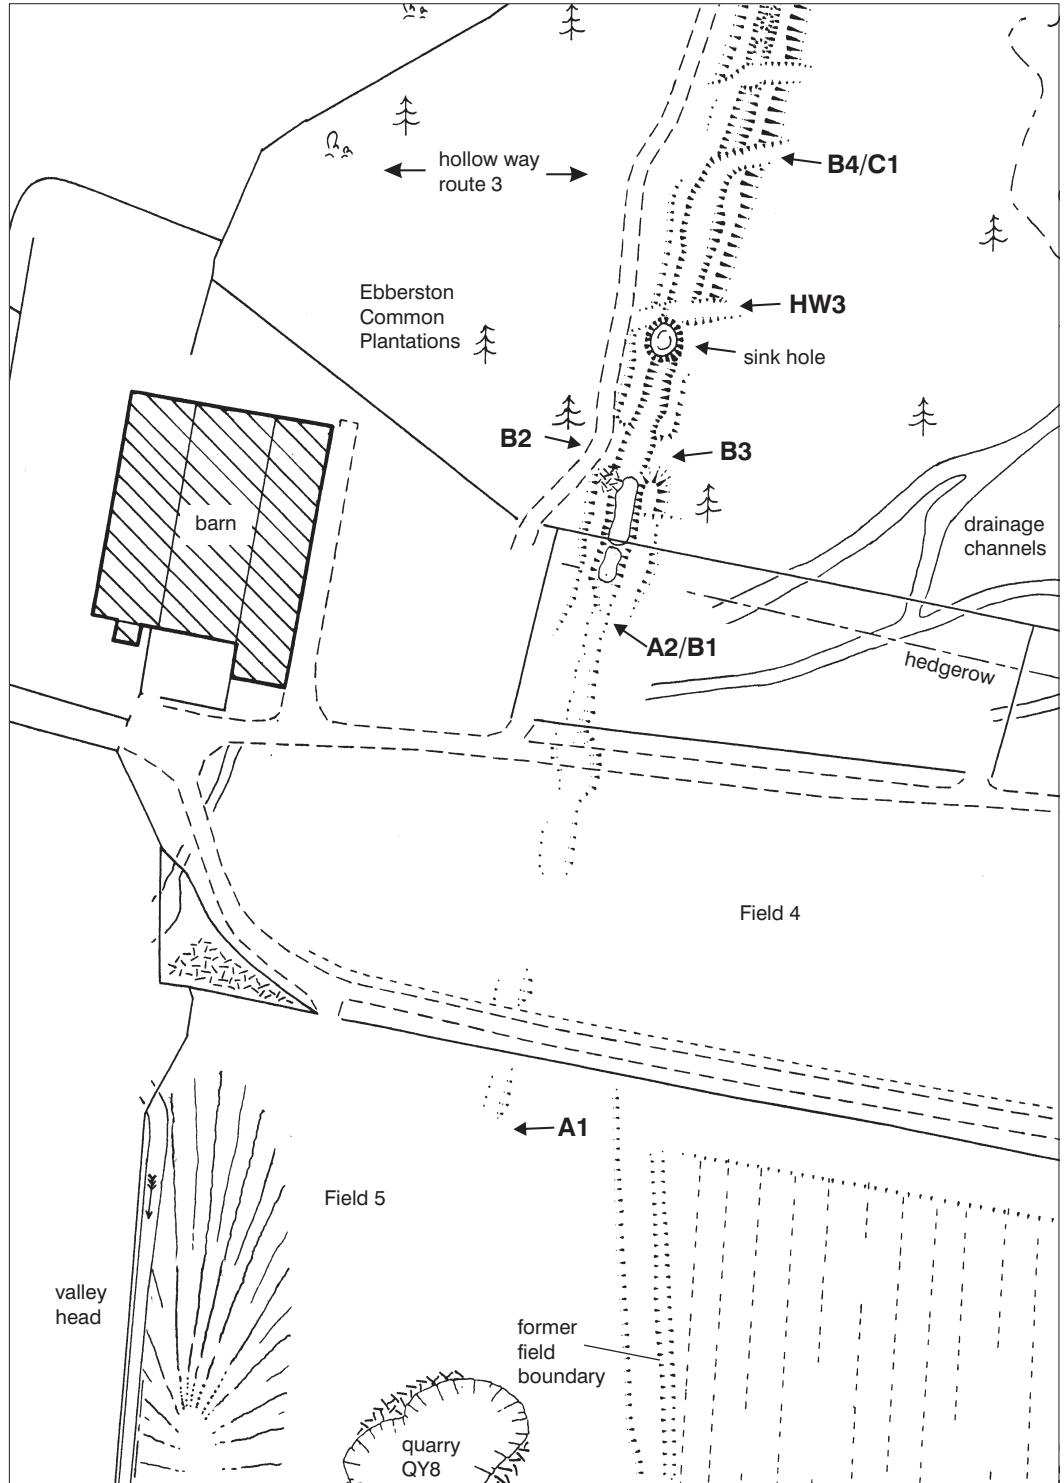 hollow way
route 3
B4/C1
Ebberston
Common
Plantations
HW3
sink hole
B2
B3
barn
drainage
channels
A2/B1
hedgerow
Field 4
A1
Field 5
valley
head
former
field
boundary
quarry
QY8